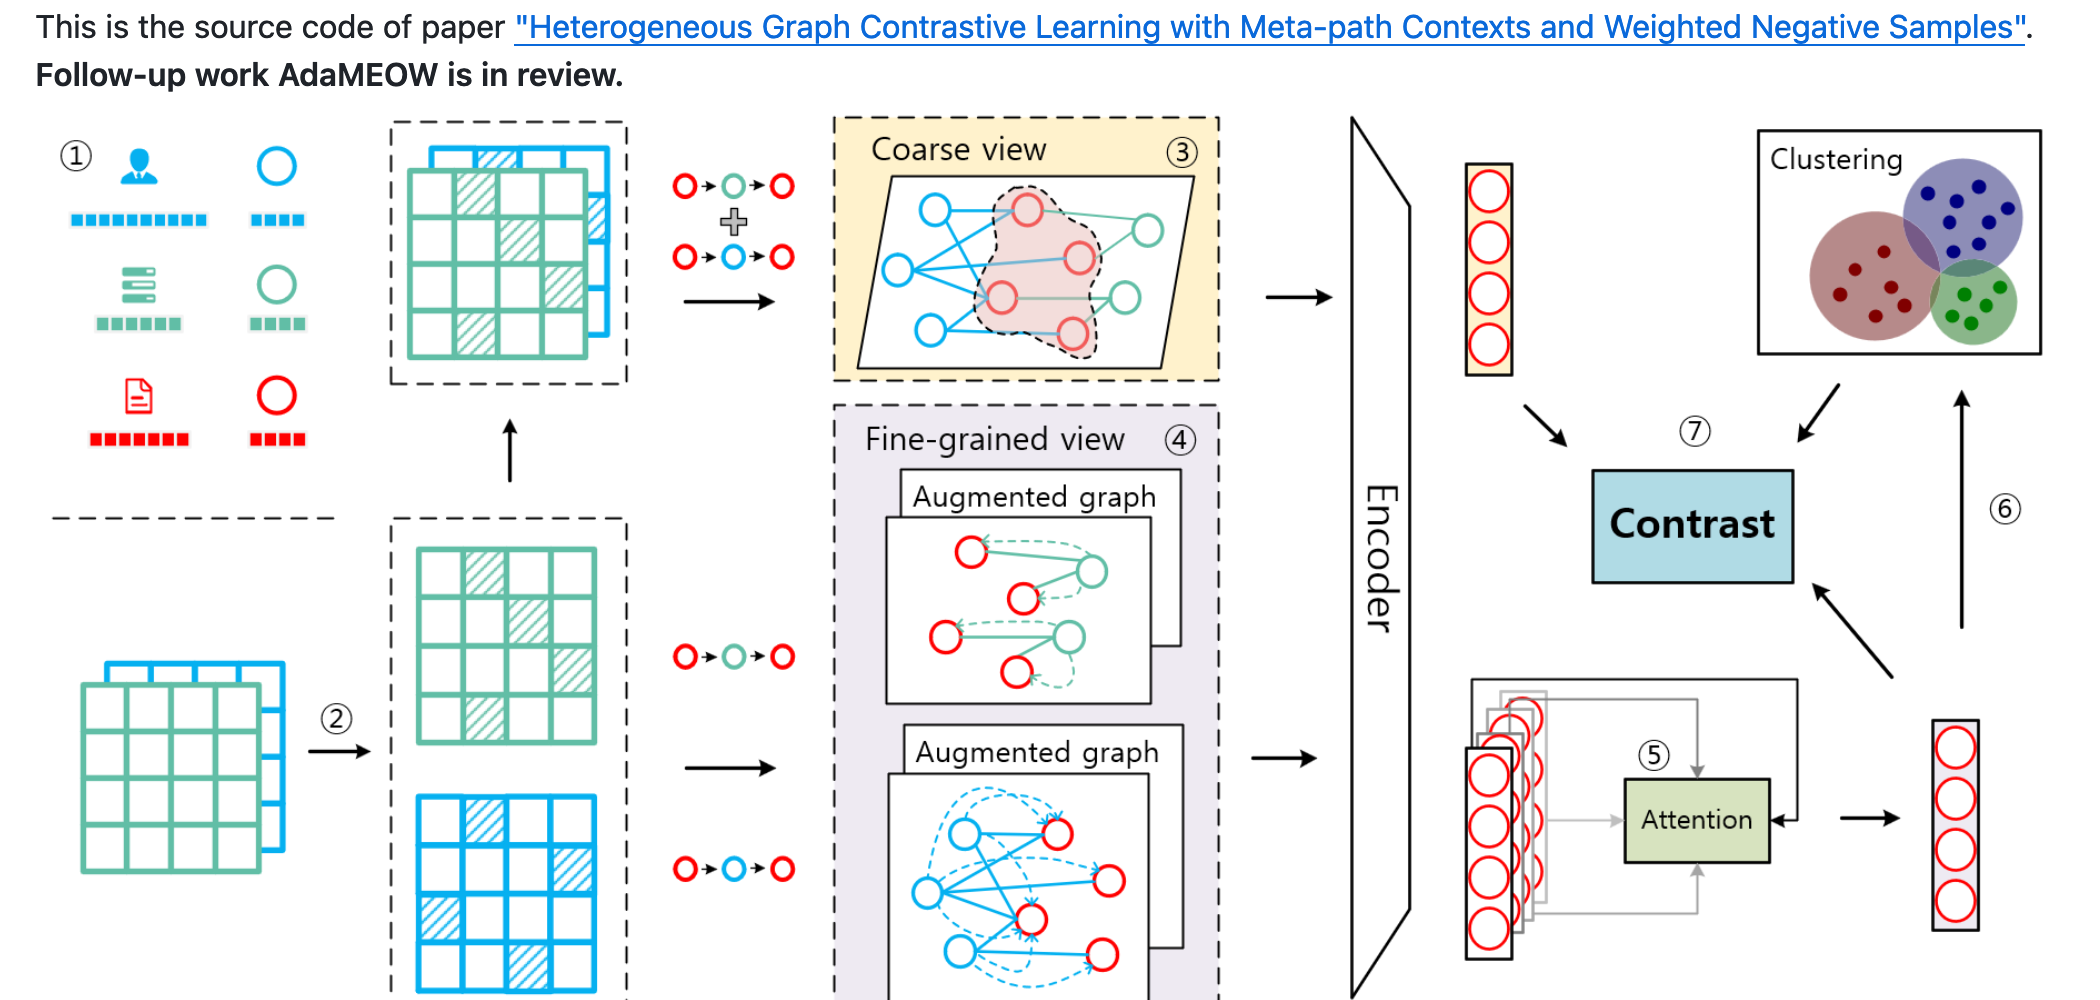 This is the source code of paper "Heterogeneous Graph Contrastive Learning with Meta-path Contexts and Weighted Negative Samples".
Follow-up work AdaMEOW is in review.
①
Coarse view ③
Clustering
Fine-grained view ④
Augmented graph
Augmented graph
②
Encoder
⑦
Contrast
⑥
⑤
Attention